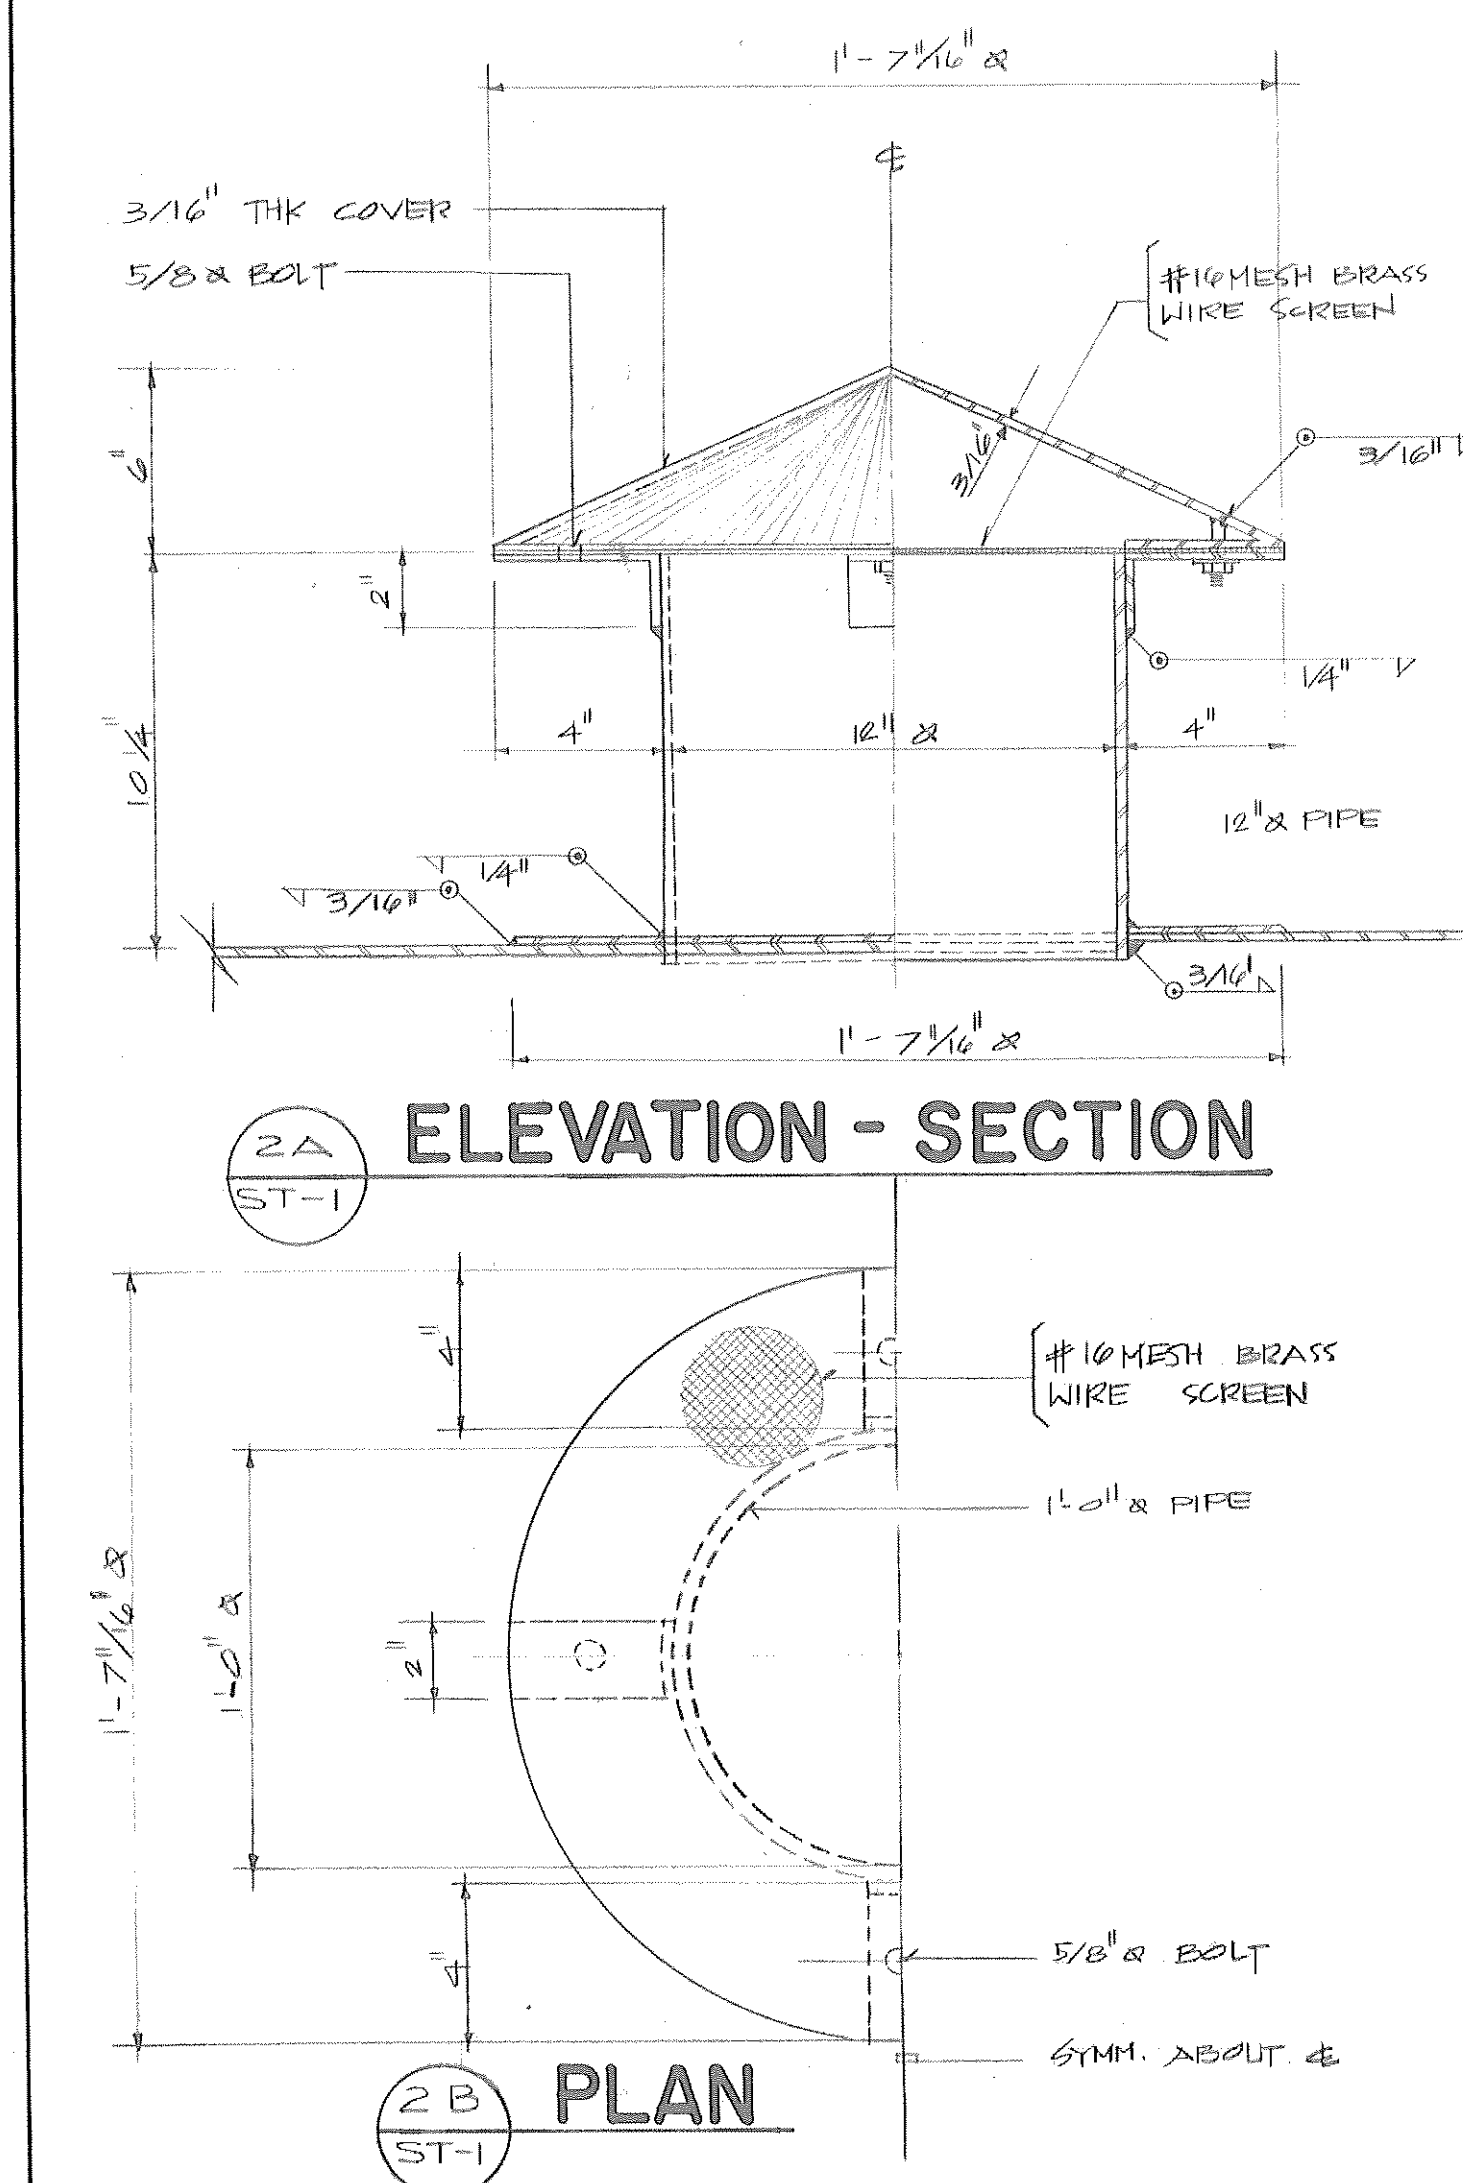 1'-7 11/16" ø
℄
3/16" THK COVER
5/8 ø BOLT
#16 MESH BRASS
WIRE SCREEN
6"
3/16"
3/16"
2"
1/4"
4"
12" ø
4"
10 1/4"
12" ø PIPE
1/4"
3/16"
3/16"
1'-7 11/16" ø
2A
ST-1
ELEVATION - SECTION
4"
#16 MESH BRASS
WIRE SCREEN
1'-0" ø PIPE
1'-7 11/16" ø
1'-0" ø
2"
4"
5/8" ø BOLT
SYMM. ABOUT ℄
2B
ST-1
PLAN